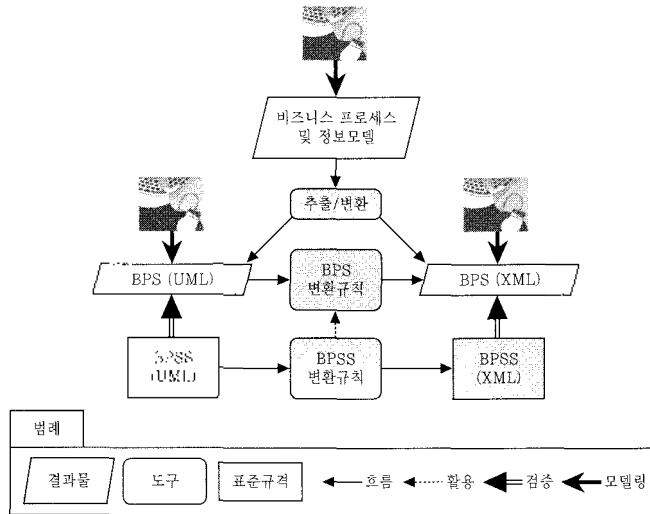 비즈니스 프로세스
및 정보모델
추출/변환
BPS (UML)
BPS
변환규칙
BPS (XML)
BPSS
(UML)
BPSS
변환규칙
BPSS
(XML)
범례
결과물
도구
표준규격
흐름
활용
검증
모델링